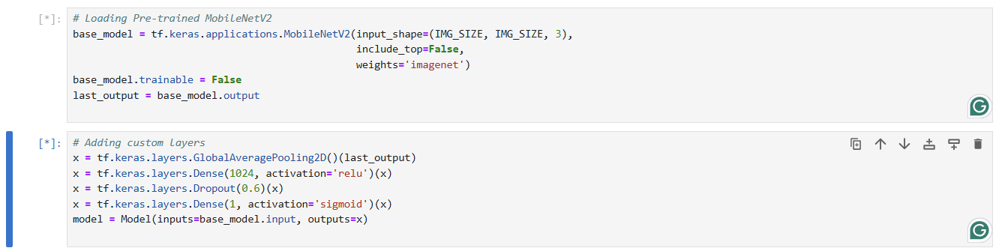 [*]:
# Loading Pre-trained MobileNetV2
base_model = tf.keras.applications.MobileNetV2(input_shape=(IMG_SIZE, IMG_SIZE, 3),
include_top=False,
weights='imagenet')
base_model.trainable = False
last_output = base_model.output
[*]:
# Adding custom layers
x = tf.keras.layers.GlobalAveragePooling2D()(last_output)
x = tf.keras.layers.Dense(1024, activation='relu')(x)
x = tf.keras.layers.Dropout(0.6)(x)
x = tf.keras.layers.Dense(1, activation='sigmoid')(x)
model = Model(inputs=base_model.input, outputs=x)